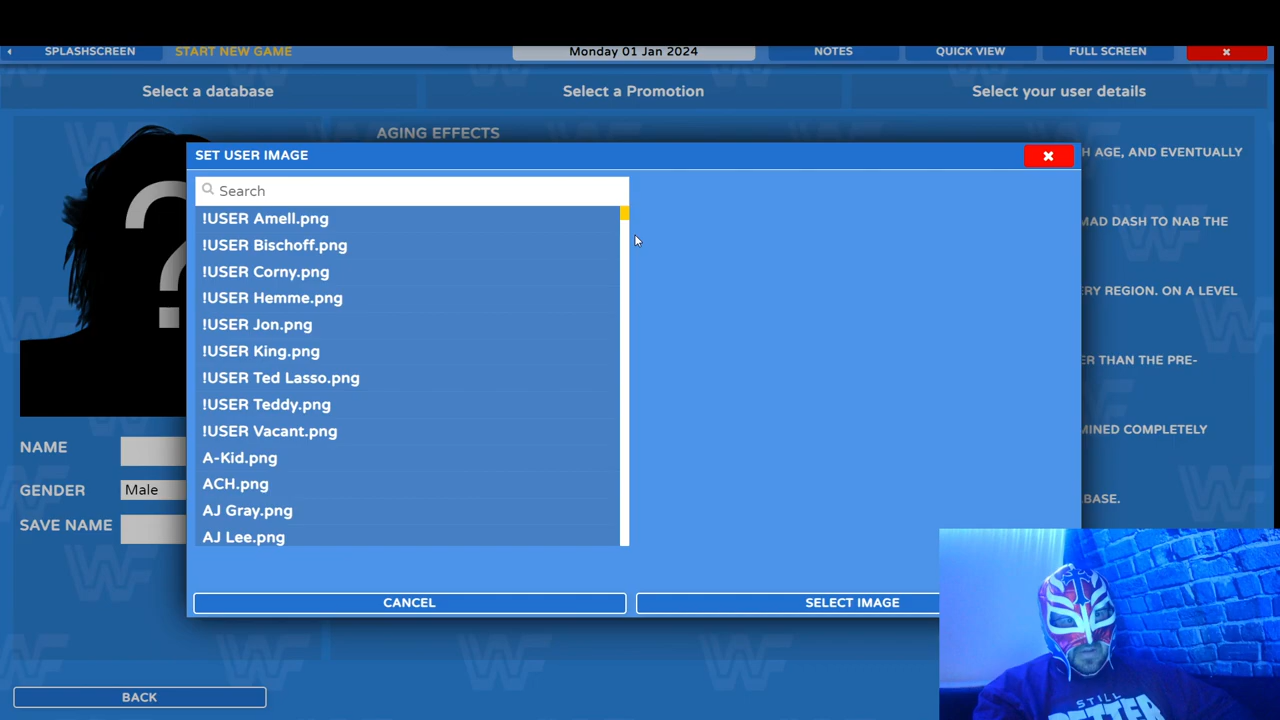 SPLASHSCREEN
START NEW GAME
Monday 01 Jan 2024
NOTES
QUICK VIEW
FULL SCREEN
Select a database
Select a Promotion
Select your user details
AGING EFFECTS
H AGE, AND EVENTUALLY
SET USER IMAGE
Search
!USER Amell.png
!USER Bischoff.png
!USER Corny.png
!USER Hemme.png
!USER Jon.png
!USER King.png
!USER Ted Lasso.png
!USER Teddy.png
!USER Vacant.png
A-Kid.png
ACH.png
AJ Gray.png
AJ Lee.png
MAD DASH TO NAB THE
ERY REGION. ON A LEVEL
ER THAN THE PRE-
MINED COMPLETELY
BASE.
NAME
GENDER
Male
SAVE NAME
CANCEL
SELECT IMAGE
BACK
STILL
BETTER